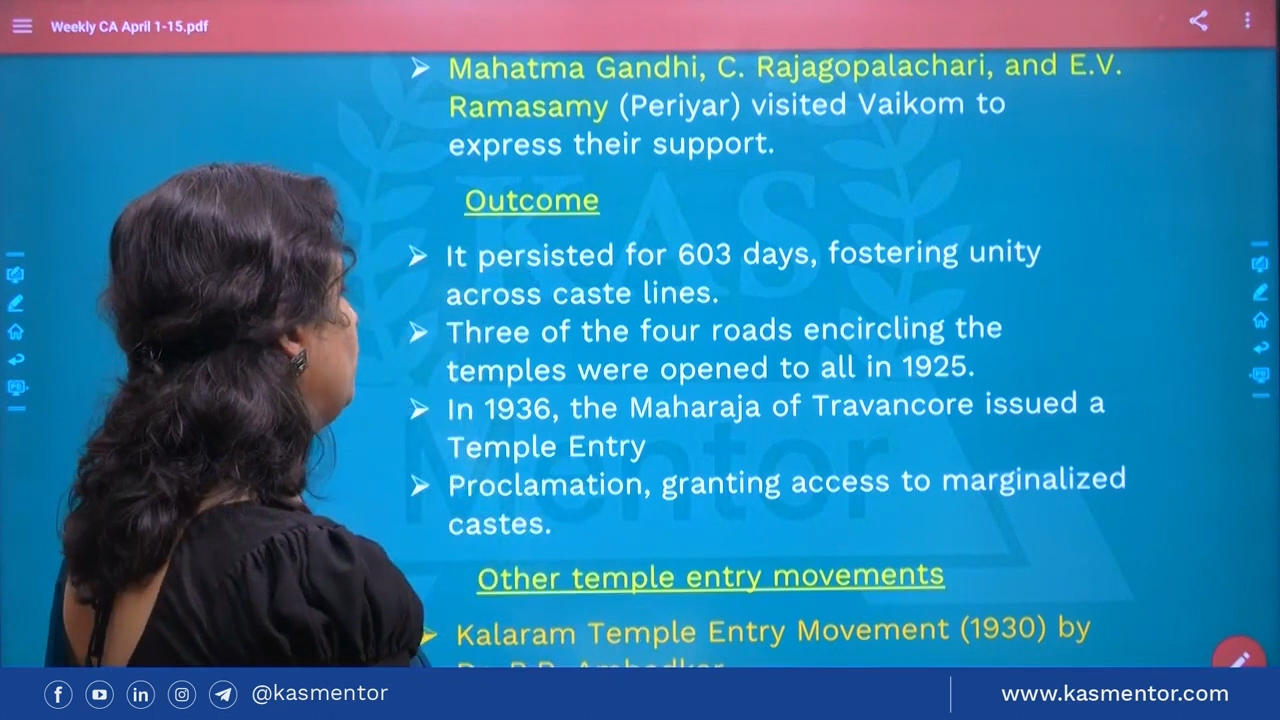 Weekly CA April 1-15.pdf
➢ Mahatma Gandhi, C. Rajagopalachari, and E.V.
Ramasamy (Periyar) visited Vaikom to
express their support.
Outcome
➢ It persisted for 603 days, fostering unity
across caste lines.
➢ Three of the four roads encircling the
temples were opened to all in 1925.
➢ In 1936, the Maharaja of Travancore issued a
Temple Entry
➢ Proclamation, granting access to marginalized
castes.
Other temple entry movements
➢ Kalaram Temple Entry Movement (1930) by
KAS
Mentor
@kasmentor
www.kasmentor.com